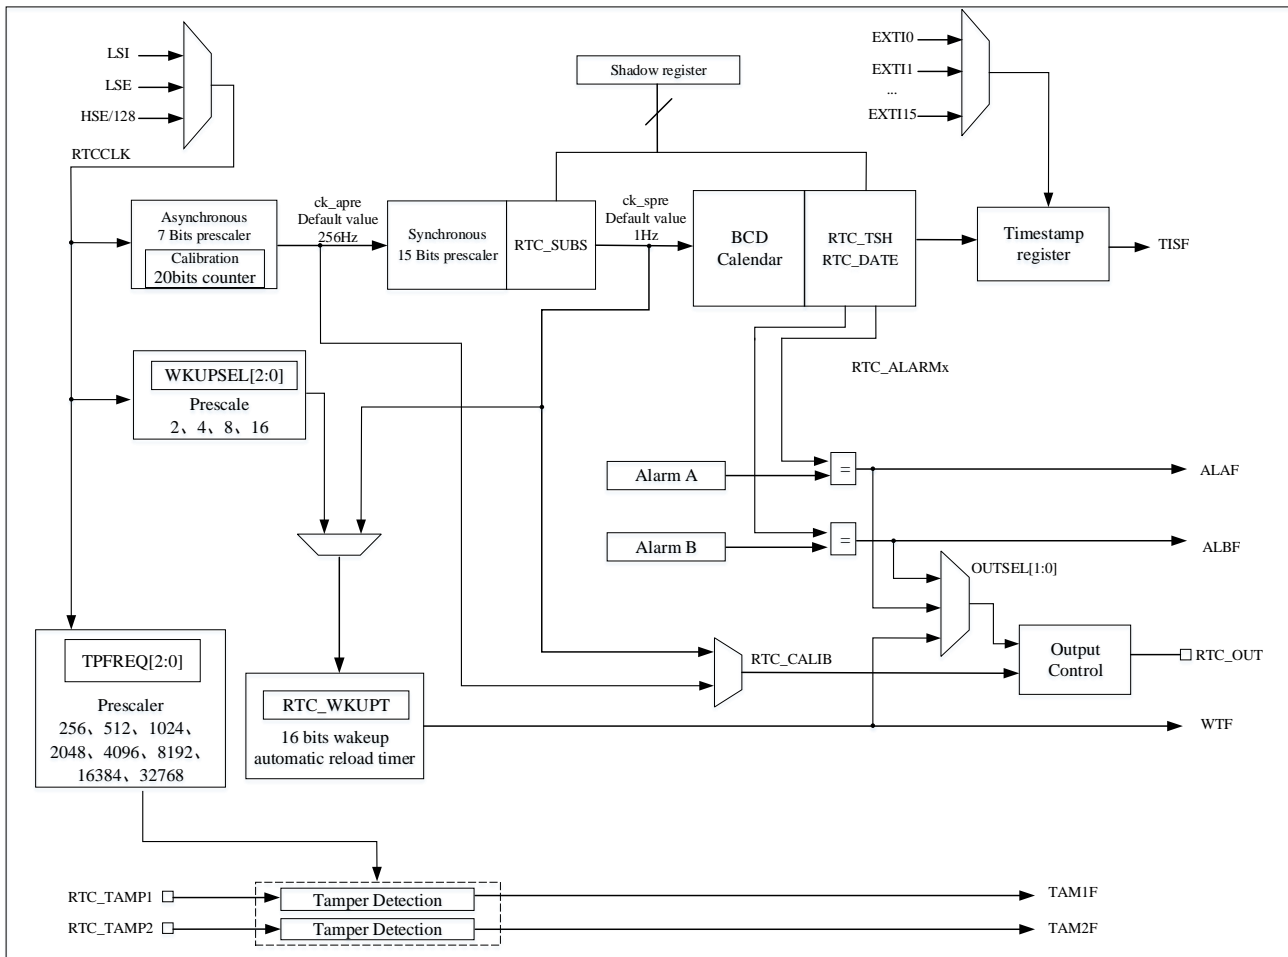 LSI
LSE
HSE/128
RTCCLK
Shadow register
EXTI0
EXTI1
...
EXTI15
Asynchronous
7 Bits prescaler
Calibration
20bits counter
ck_apre
Default value
256Hz
Synchronous
15 Bits prescaler
RTC_SUBS
ck_spre
Default value
1Hz
BCD
Calendar
RTC_TSH
RTC_DATE
Timestamp
register
TISF
WKUPSEL[2:0]
Prescale
2、4、8、16
RTC_ALARMx
Alarm A
=
ALAF
Alarm B
=
ALBF
OUTSEL[1:0]
TPFREQ[2:0]
Prescaler
256、512、1024、
2048、4096、8192、
16384、32768
RTC_WKUPT
16 bits wakeup
automatic reload timer
RTC_CALIB
Output
Control
RTC_OUT
WTF
RTC_TAMP1
Tamper Detection
TAM1F
RTC_TAMP2
Tamper Detection
TAM2F